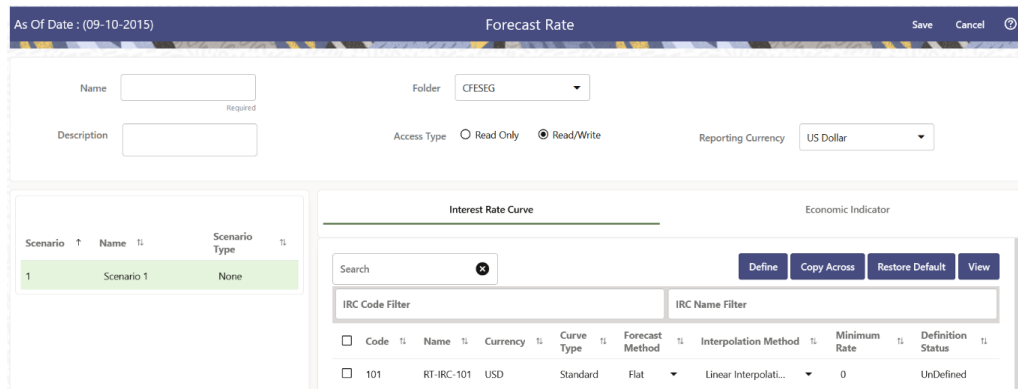 As Of Date : (09-10-2015) Forecast Rate Save Cancel
Name Folder CFESEG
Required
Description Access Type Read Only Read/Write Reporting Currency US Dollar
Interest Rate Curve Economic Indicator
Scenario Name Scenario Type
1 Scenario 1 None
Search Define Copy Across Restore Default View
IRC Code Filter IRC Name Filter
Code Name Currency Curve Type Forecast Method Interpolation Method Minimum Rate Definition Status
101 RT-IRC-101 USD Standard Flat Linear Interpolati... 0 UnDefined